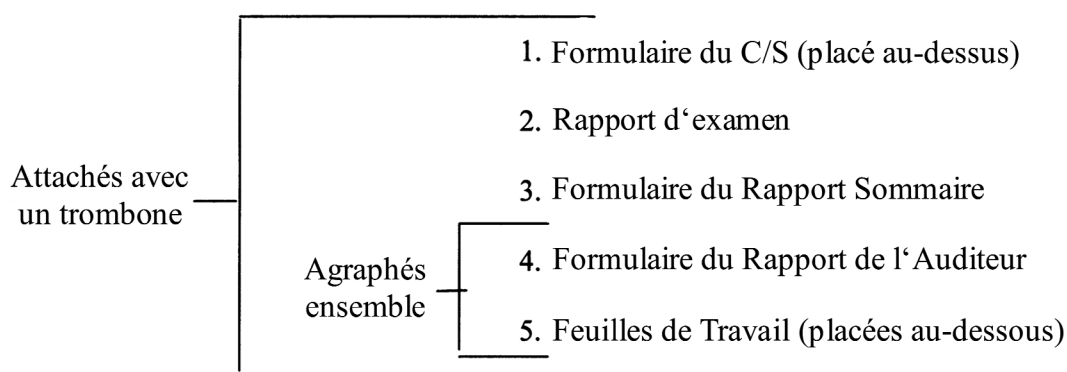 1. Formulaire du C/S (placé au-dessus)
2. Rapport d‘examen
Attachés avec
un trombone
3. Formulaire du Rapport Sommaire
Agraphés
ensemble
4. Formulaire du Rapport de l‘Auditeur
5. Feuilles de Travail (placées au-dessous)